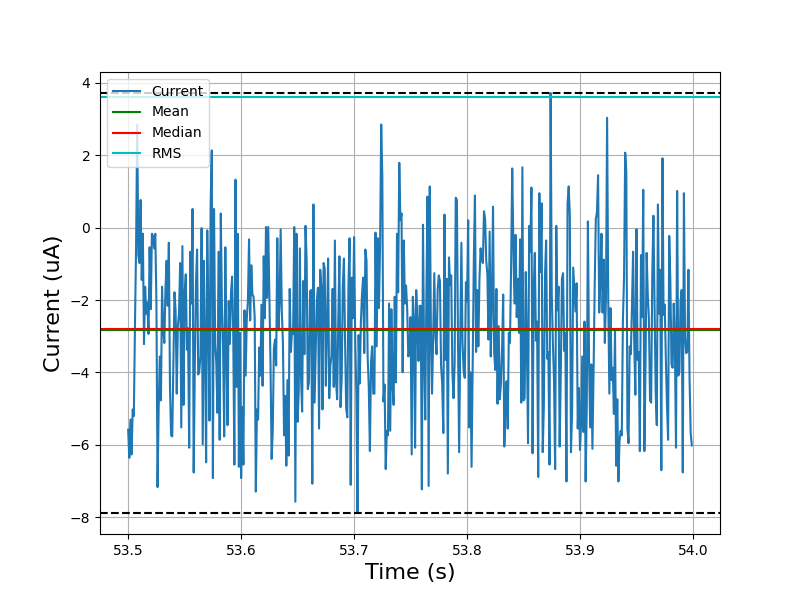 4
2
0
−2
−4
−6
−8
Current (uA)
Current
Mean
Median
RMS
53.5
53.6
53.7
53.8
53.9
54.0
Time (s)